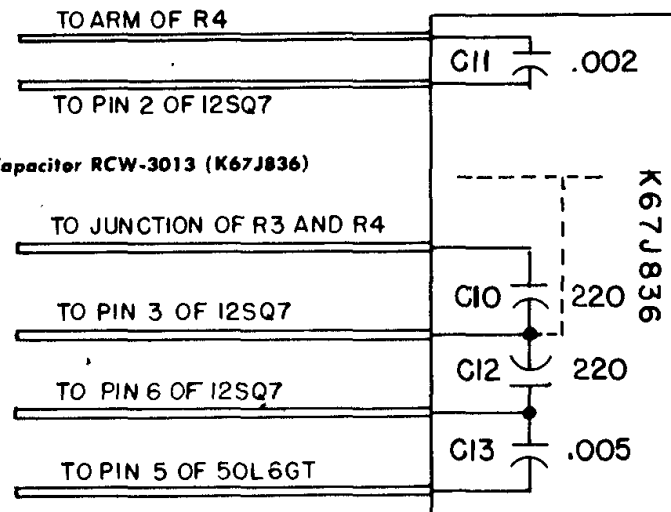 TO ARM OF R4
C11 .002
TO PIN 2 OF 12SQ7
Capacitor RCW-3013 (K67J836)
K67J836
TO JUNCTION OF R3 AND R4
C10 220
TO PIN 3 OF 12SQ7
C12 220
TO PIN 6 OF 12SQ7
C13 .005
TO PIN 5 OF 50L6GT